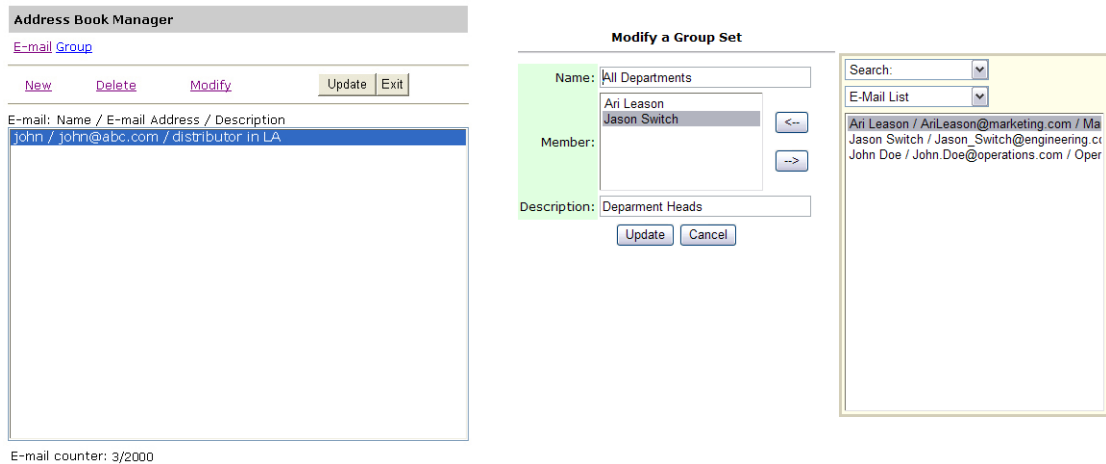 Address Book Manager
E-mail Group
New Delete Modify Update Exit
E-mail: Name / E-mail Address / Description
john / john@abc.com / distributor in LA
E-mail counter: 3/2000
Modify a Group Set
Name: All Departments
Member:
Ari Leason
Jason Switch
<--
-->
Description: Deparment Heads
Update Cancel
Search:
E-Mail List
Ari Leason / AriLeason@marketing.com / Ma
Jason Switch / Jason_Switch@engineering.co
John Doe / John.Doe@operations.com / Oper